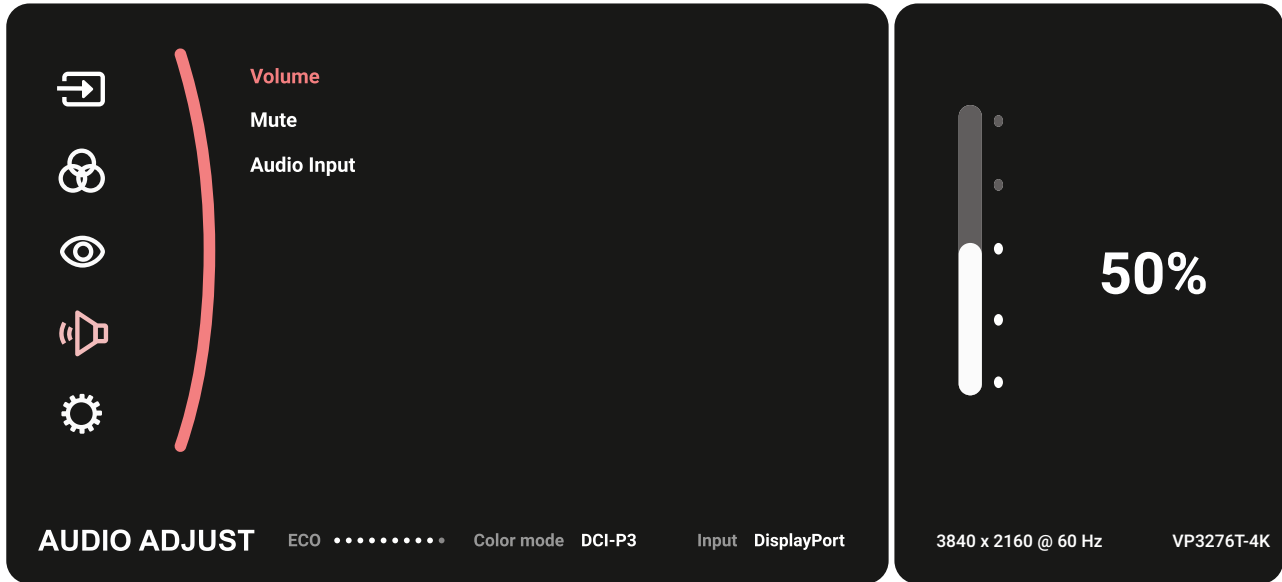 Volume
Mute
Audio Input
50%
AUDIO ADJUST ECO Color mode DCI-P3 Input DisplayPort 3840 x 2160 @ 60 Hz VP3276T-4K